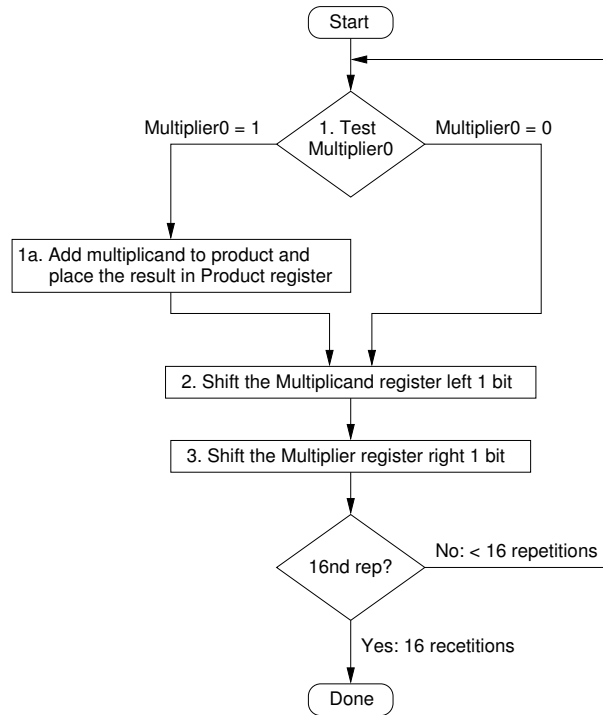 Start
1. Test
Multiplier0
Multiplier0 = 1
Multiplier0 = 0
1a. Add multiplicand to product and
place the result in Product register
2. Shift the Multiplicand register left 1 bit
3. Shift the Multiplier register right 1 bit
16nd rep?
No: < 16 repetitions
Yes: 16 recetitions
Done